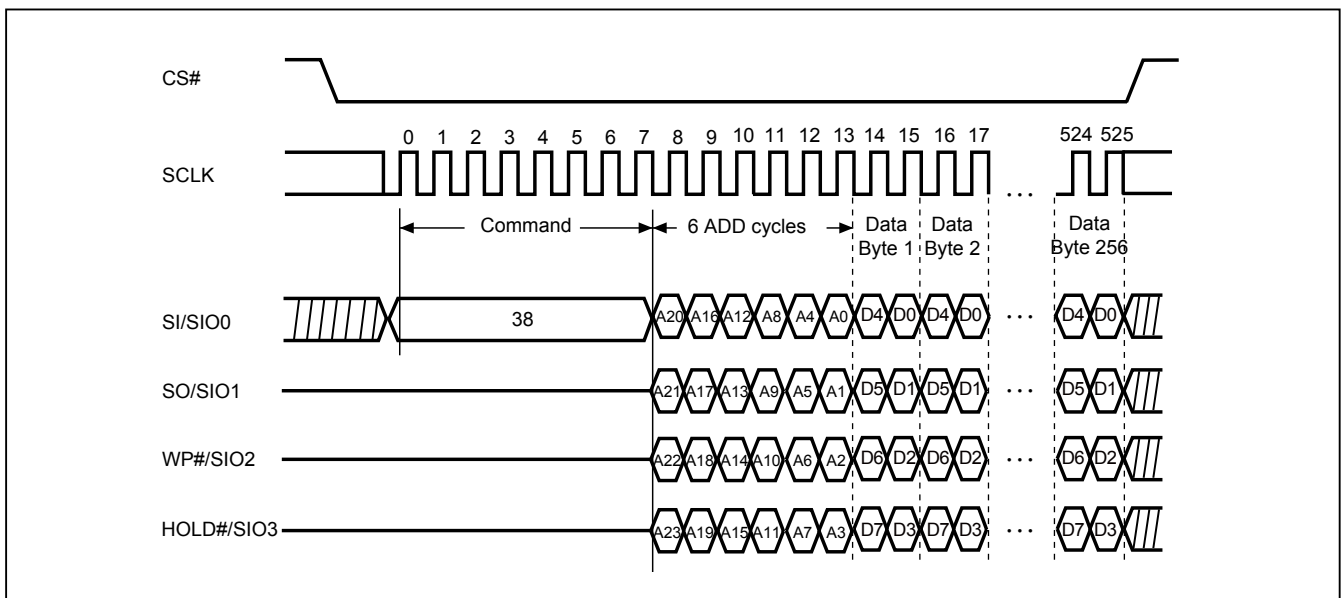 CS#
0 1 2 3 4 5 6 7 8 9 10 11 12 13 14 15 16 17 524 525
SCLK
...
Command 6 ADD cycles Data Byte 1 Data Byte 2 Data Byte 256
SI/SIO0 38 A20 A16 A12 A8 A4 A0 D4 D0 D4 D0 ... D4 D0
SO/SIO1 A21 A17 A13 A9 A5 A1 D5 D1 D5 D1 ... D5 D1
WP#/SIO2 A22 A18 A14 A10 A6 A2 D6 D2 D6 D2 ... D6 D2
HOLD#/SIO3 A23 A19 A15 A11 A7 A3 D7 D3 D7 D3 ... D7 D3